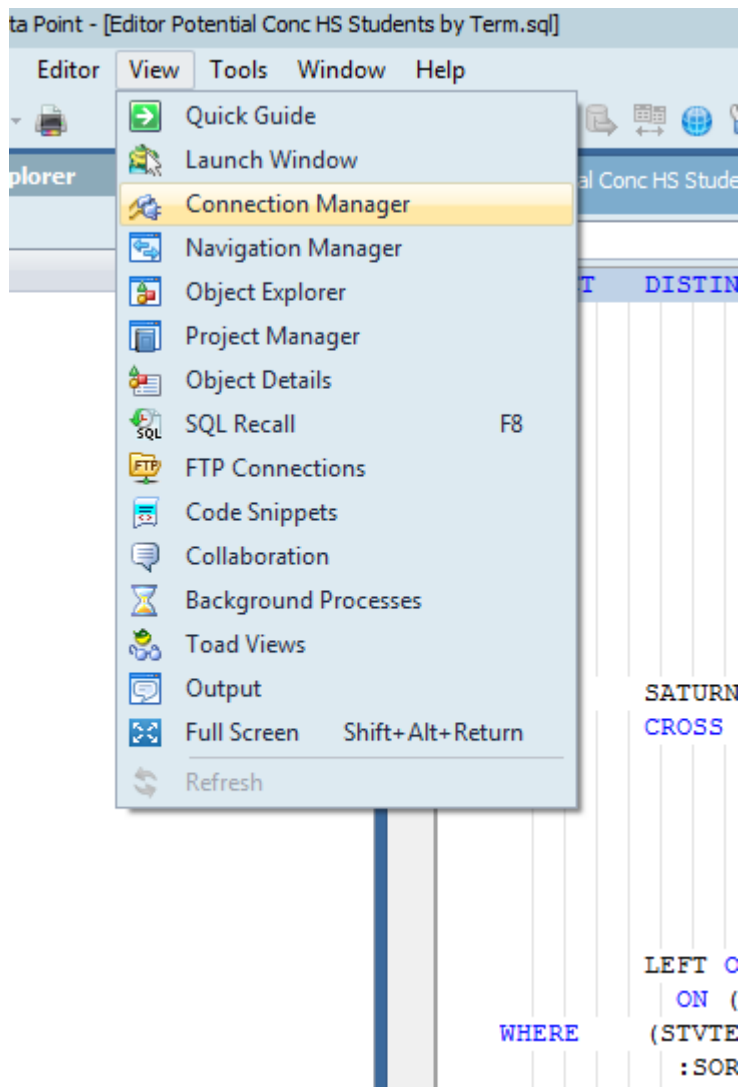 ta Point - [Editor Potential Conc HS Students by Term.sql]
Editor View Tools Window Help
Quick Guide
plorer
Launch Window
al Conc HS Stude
Connection Manager
Navigation Manager
T DISTIN
Object Explorer
Project Manager
Object Details
SQL Recall F8
FTP
FTP Connections
Code Snippets
Collaboration
Background Processes
Toad Views
Output
SATURN
Full Screen Shift+Alt+Return
CROSS
Refresh
LEFT O
ON (
WHERE (STVTE
:SOR